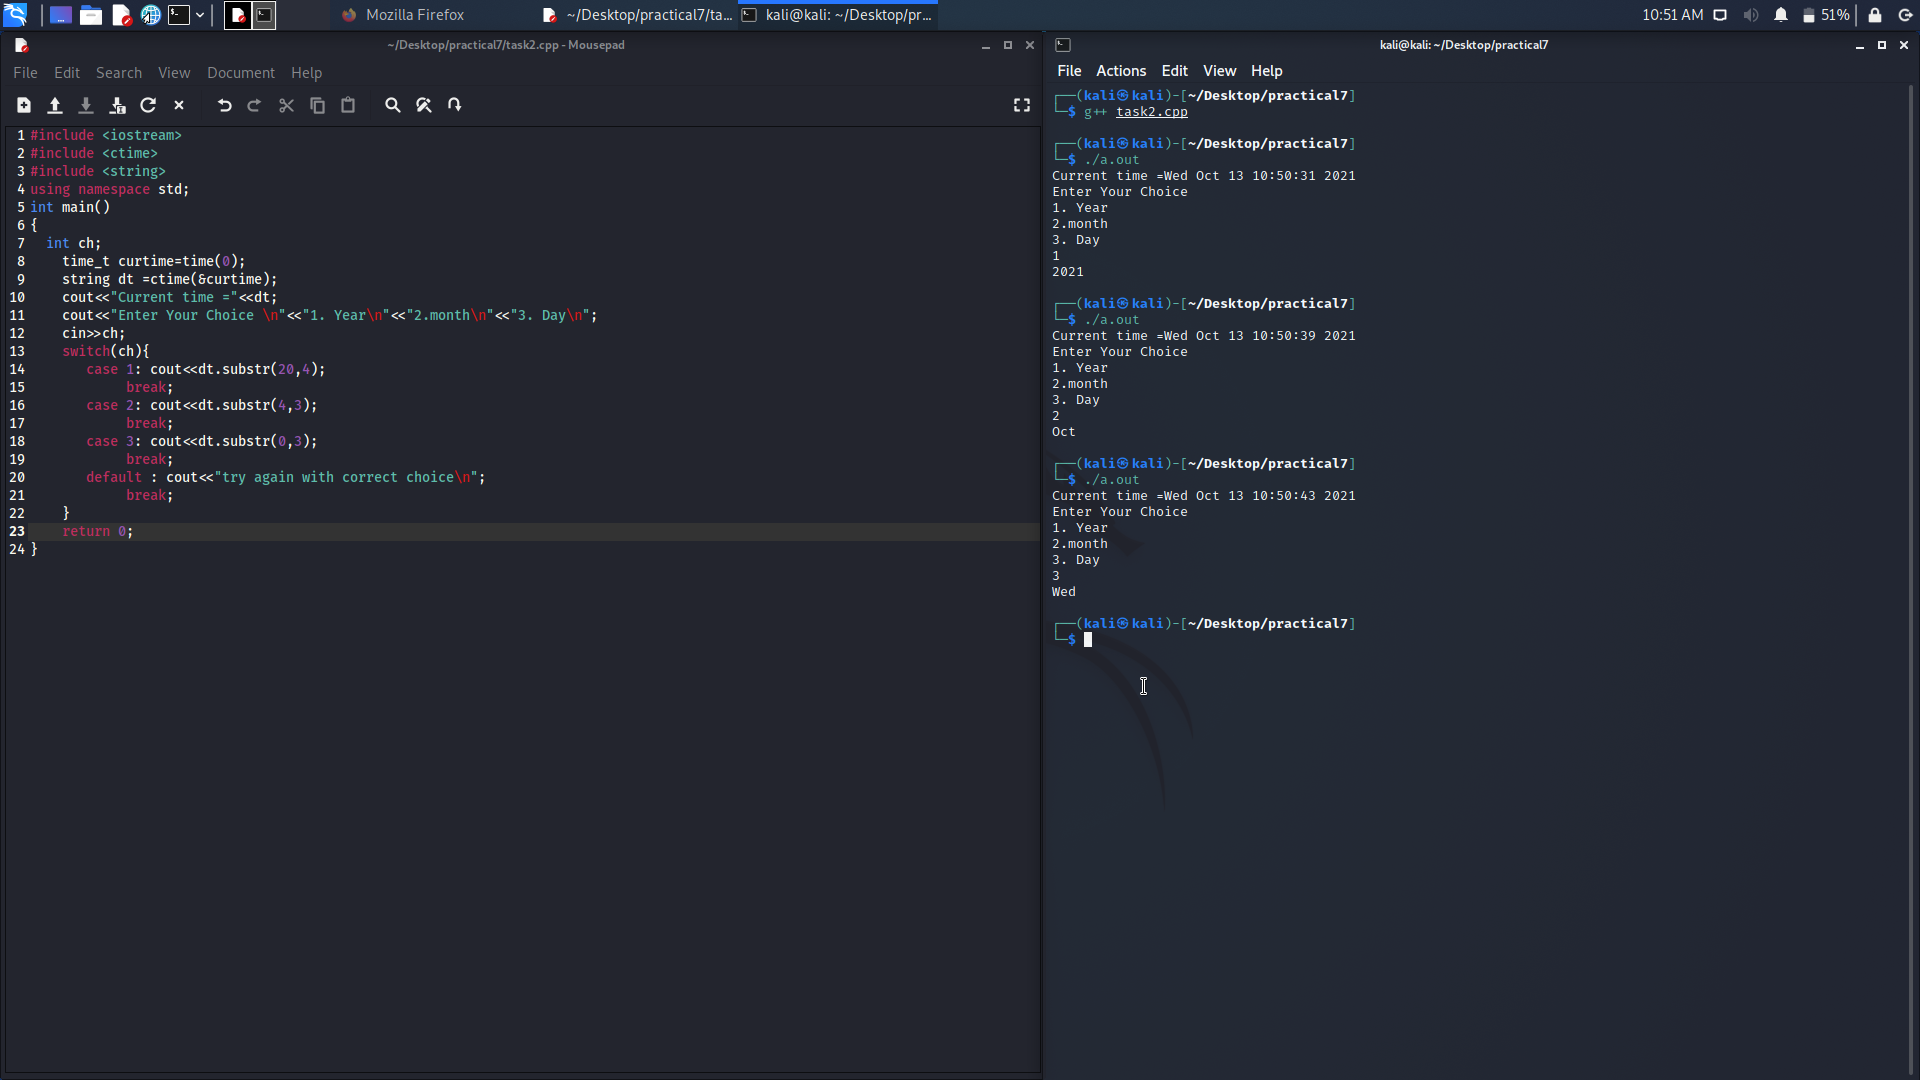 Mozilla Firefox
~/Desktop/practical7/ta...
kali@kali: ~/Desktop/pr...
10:51 AM
51%
~/Desktop/practical7/task2.cpp - Mousepad
File Edit Search View Document Help
1 #include <iostream>
2 #include <ctime>
3 #include <string>
4 using namespace std;
5 int main()
6 {
7   int ch;
8     time_t curtime=time(0);
9     string dt =ctime(&curtime);
10     cout<<"Current time ="<<dt;
11     cout<<"Enter Your Choice \n"<<"1. Year\n"<<"2.month\n"<<"3. Day\n";
12     cin>>ch;
13     switch(ch){
14        case 1: cout<<dt.substr(20,4);
15             break;
16        case 2: cout<<dt.substr(4,3);
17             break;
18        case 3: cout<<dt.substr(0,3);
19             break;
20        default : cout<<"try again with correct choice\n";
21             break;
22     }
23     return 0;
24 }
kali@kali: ~/Desktop/practical7
File Actions Edit View Help
┌──(kali㉿kali)-[~/Desktop/practical7]
└─$ g++ task2.cpp
┌──(kali㉿kali)-[~/Desktop/practical7]
└─$ ./a.out
Current time =Wed Oct 13 10:50:31 2021
Enter Your Choice
1. Year
2.month
3. Day
1
2021
┌──(kali㉿kali)-[~/Desktop/practical7]
└─$ ./a.out
Current time =Wed Oct 13 10:50:39 2021
Enter Your Choice
1. Year
2.month
3. Day
2
Oct
┌──(kali㉿kali)-[~/Desktop/practical7]
└─$ ./a.out
Current time =Wed Oct 13 10:50:43 2021
Enter Your Choice
1. Year
2.month
3. Day
3
Wed
┌──(kali㉿kali)-[~/Desktop/practical7]
└─$